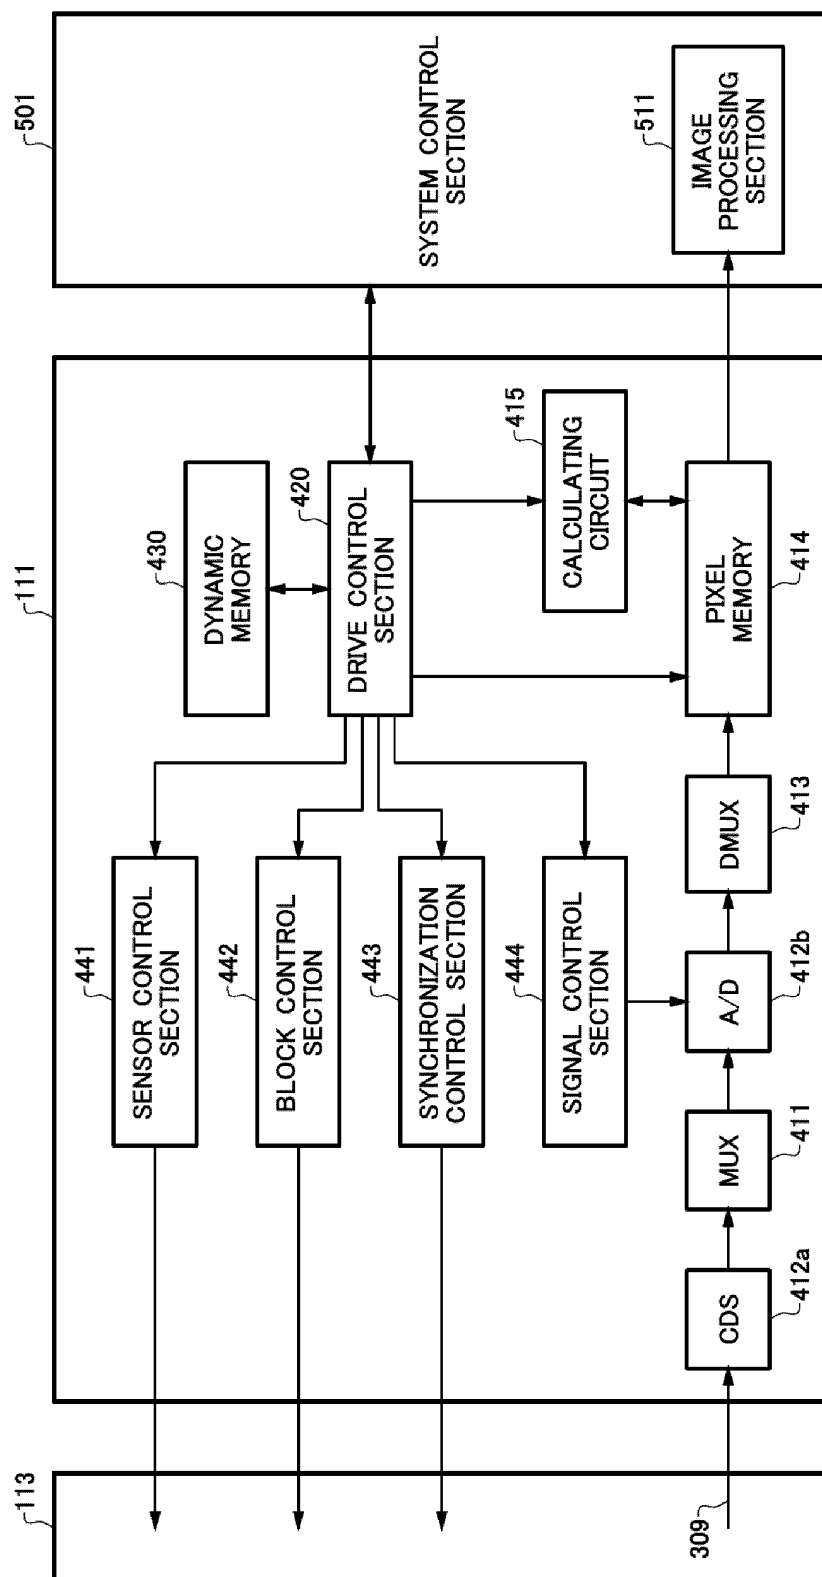 113
111
501
441
SENSOR CONTROL
SECTION
430
DYNAMIC
MEMORY
442
BLOCK CONTROL
SECTION
420
DRIVE CONTROL
SECTION
SYSTEM CONTROL
SECTION
443
SYNCHRONIZATION
CONTROL SECTION
444
SIGNAL CONTROL
SECTION
415
CALCULATING
CIRCUIT
511
IMAGE
PROCESSING
SECTION
309
CDS
412a
MUX
411
A/D
412b
DMUX
413
PIXEL
MEMORY
414